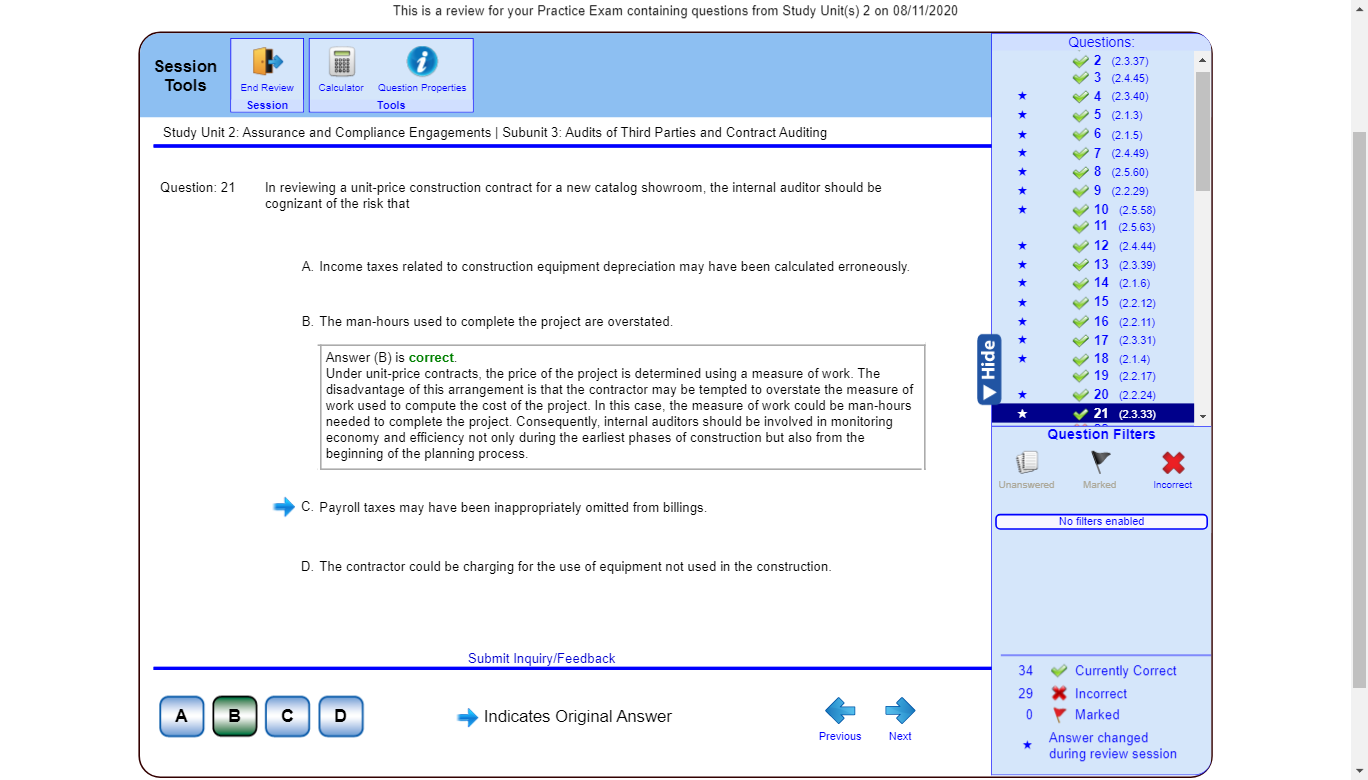 This is a review for your Practice Exam containing questions from Study Unit(s) 2 on 08/11/2020
Session
Tools
End Review
Session
Calculator
Question Properties
Tools
Study Unit 2: Assurance and Compliance Engagements | Subunit 3: Audits of Third Parties and Contract Auditing
Question: 21
In reviewing a unit-price construction contract for a new catalog showroom, the internal auditor should be
cognizant of the risk that
A. Income taxes related to construction equipment depreciation may have been calculated erroneously.
B. The man-hours used to complete the project are overstated.
Answer (B) is correct.
Under unit-price contracts, the price of the project is determined using a measure of work. The
disadvantage of this arrangement is that the contractor may be tempted to overstate the measure of
work used to compute the cost of the project. In this case, the measure of work could be man-hours
needed to complete the project. Consequently, internal auditors should be involved in monitoring
economy and efficiency not only during the earliest phases of construction but also from the
beginning of the planning process.
C. Payroll taxes may have been inappropriately omitted from billings.
D. The contractor could be charging for the use of equipment not used in the construction.
Submit Inquiry/Feedback
A
B
C
D
Indicates Original Answer
Previous
Next
Hide
Questions:
2 (2.3.37)
3 (2.4.45)
4 (2.3.40)
5 (2.1.3)
6 (2.1.5)
7 (2.4.49)
8 (2.5.60)
9 (2.2.29)
10 (2.5.58)
11 (2.5.63)
12 (2.4.44)
13 (2.3.39)
14 (2.1.6)
15 (2.2.12)
16 (2.2.11)
17 (2.3.31)
18 (2.1.4)
19 (2.2.17)
20 (2.2.24)
21 (2.3.33)
Question Filters
Unanswered
Marked
Incorrect
No filters enabled
34 Currently Correct
29 Incorrect
0 Marked
Answer changed
during review session